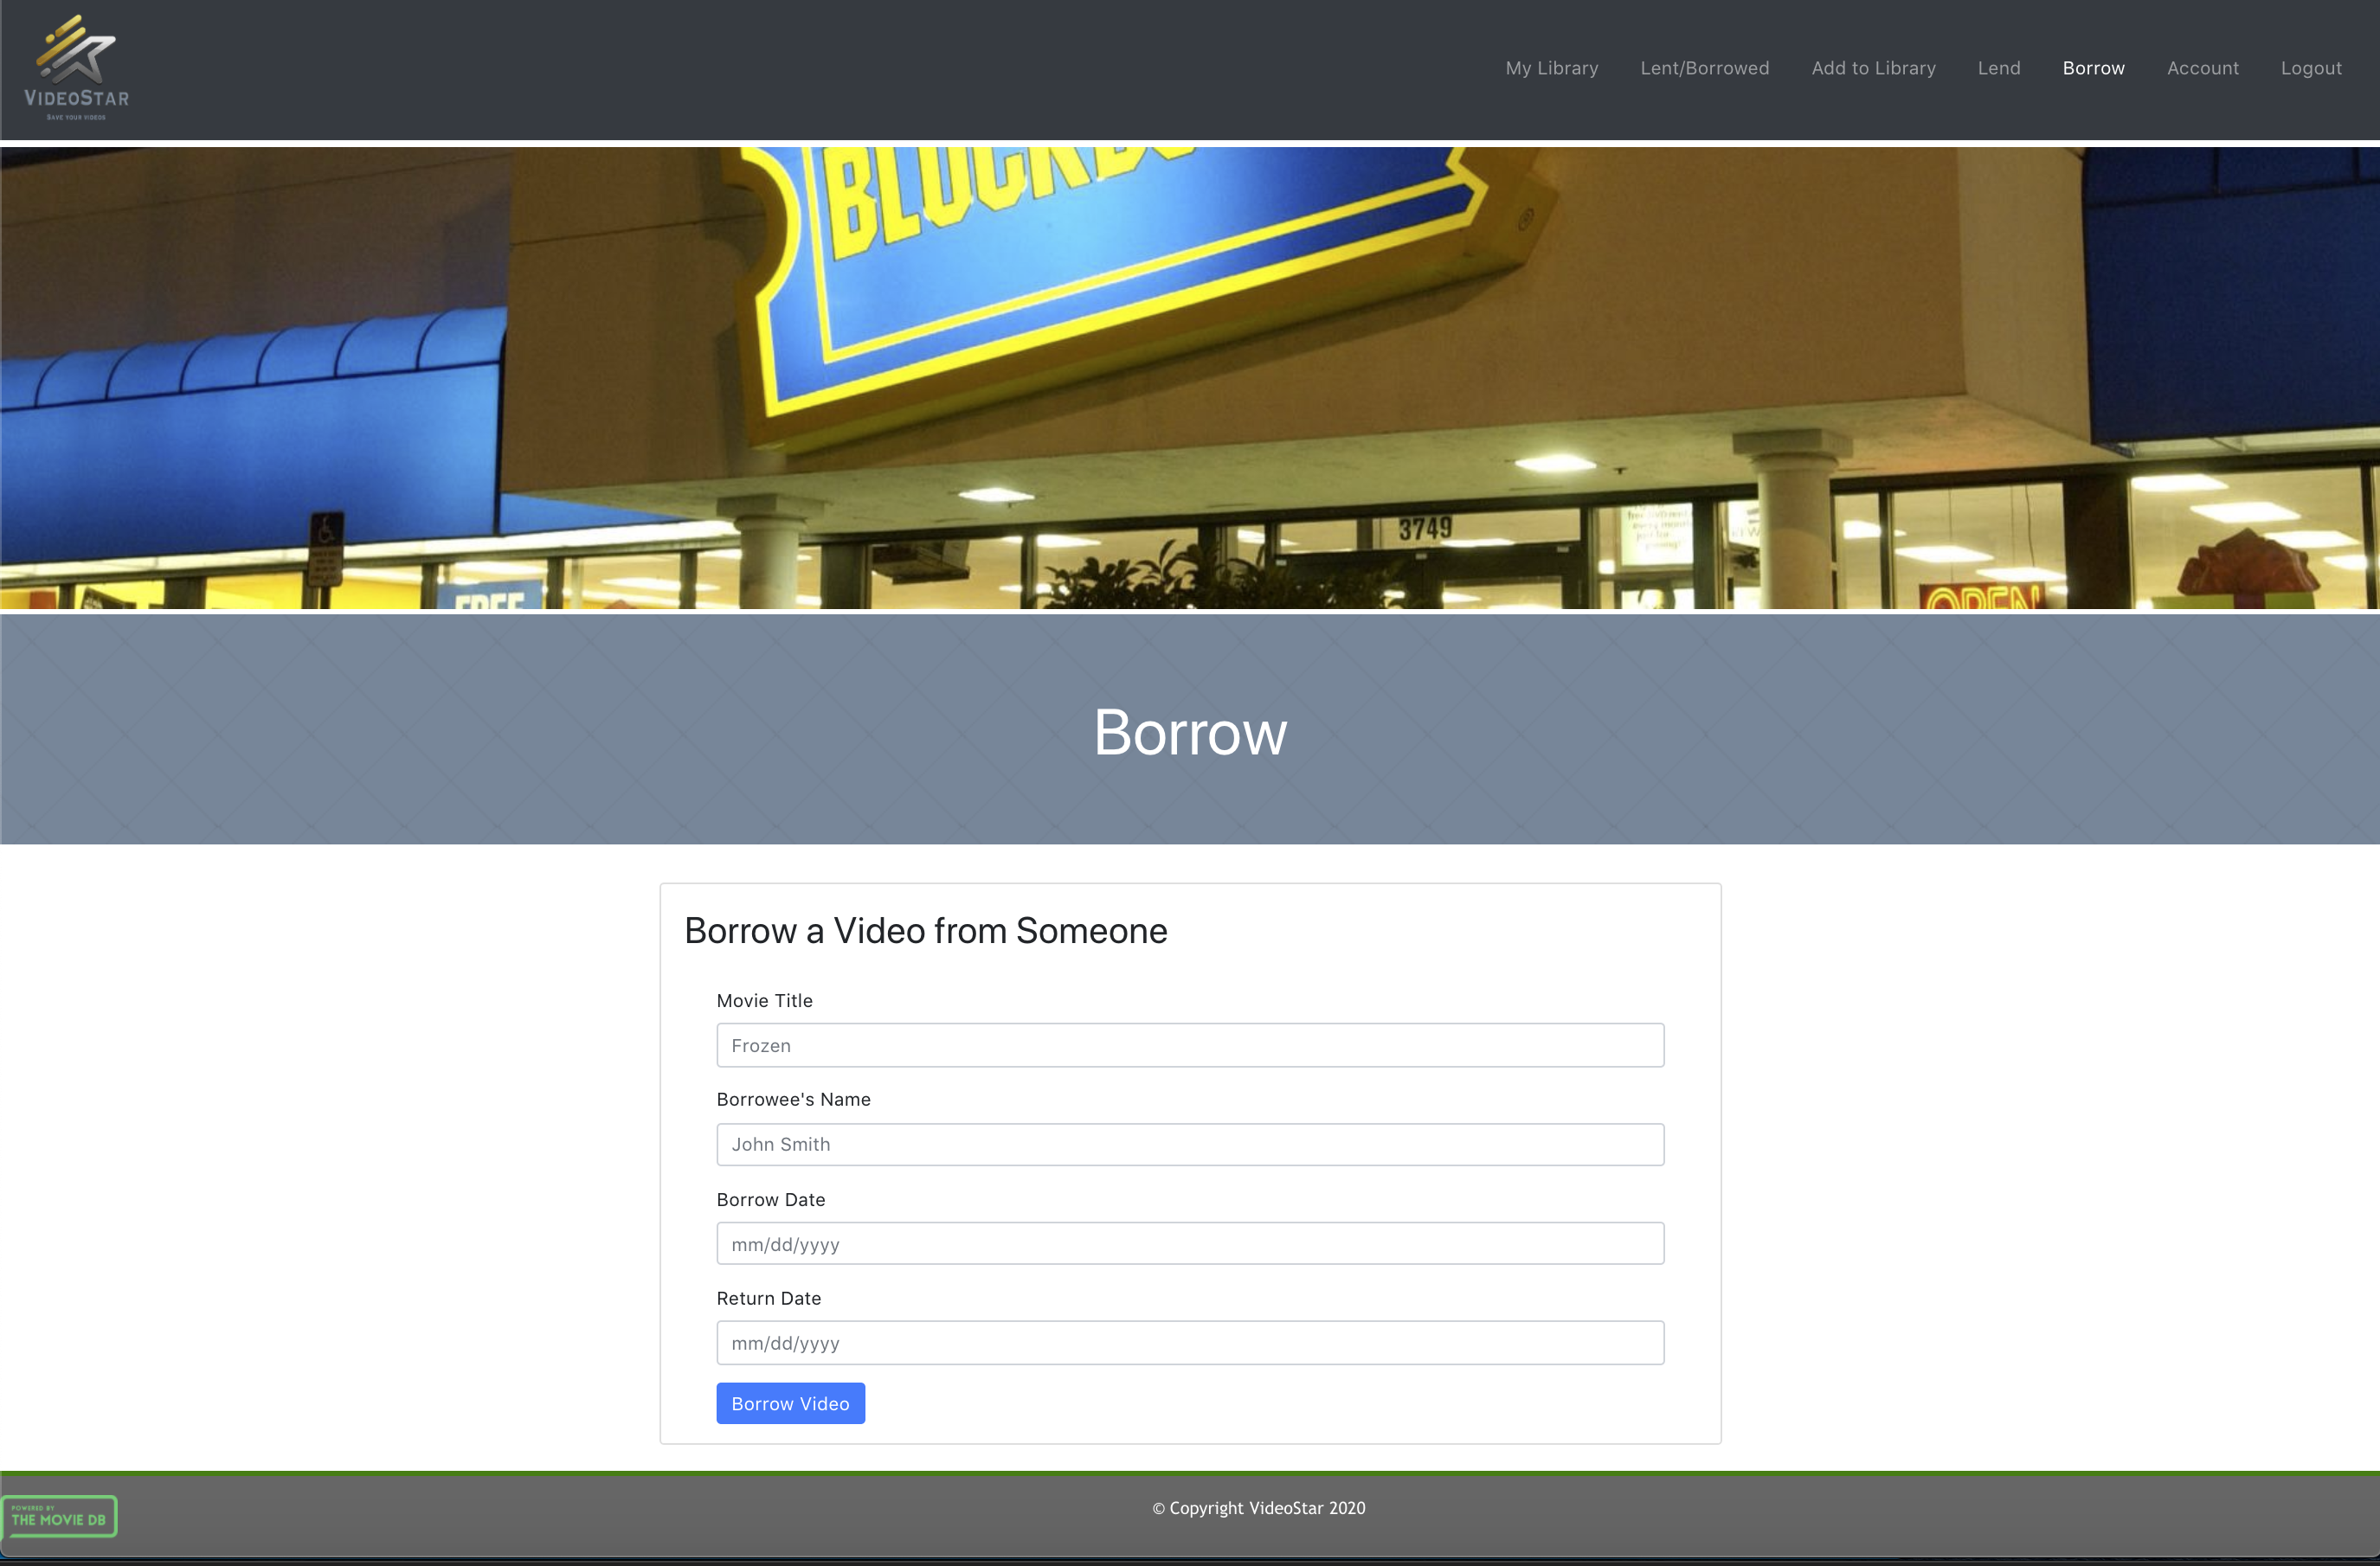 VIDEOSTAR
SAVE YOUR VIDEOS
My Library
Lent/Borrowed
Add to Library
Lend
Borrow
Account
Logout
3749
FREE
OPEN
Borrow
Borrow a Video from Someone
Movie Title
Frozen
Borrowee's Name
John Smith
Borrow Date
mm/dd/yyyy
Return Date
mm/dd/yyyy
Borrow Video
POWERED BY
THE MOVIE DB
© Copyright VideoStar 2020